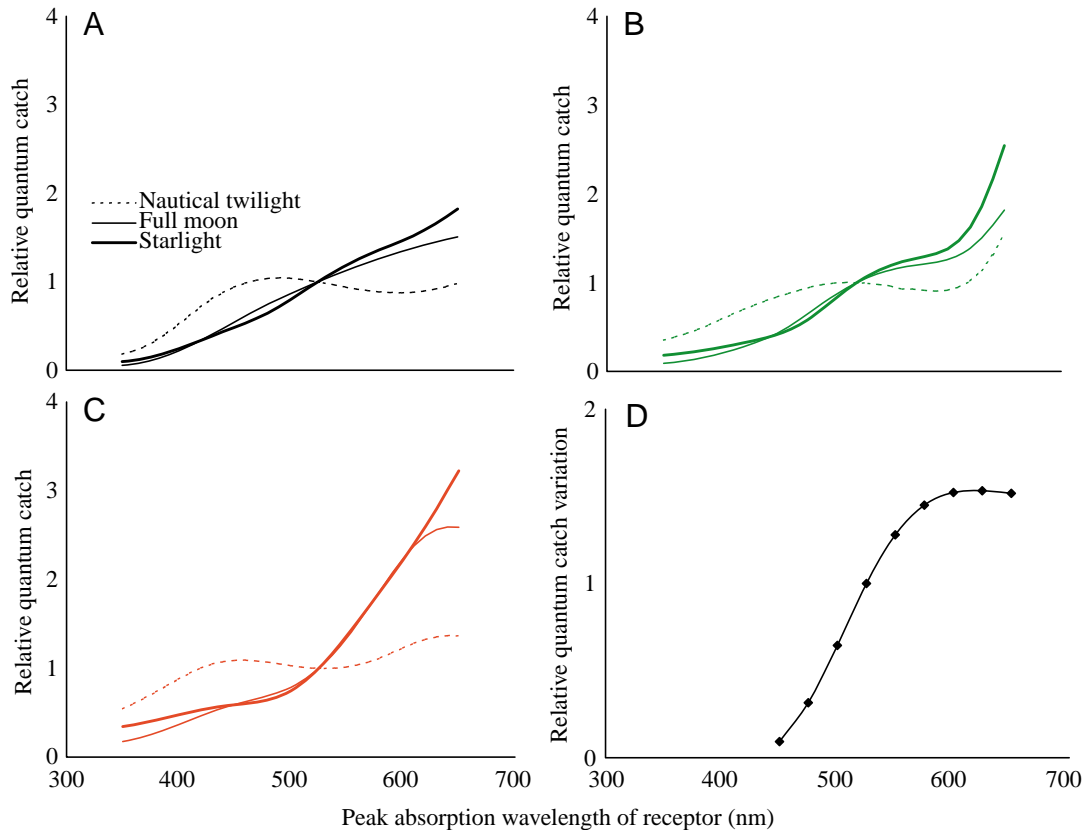 A
Relative quantum catch
4
3
2
1
0
Nautical twilight
Full moon
Starlight
B
Relative quantum catch
4
3
2
1
0
C
Relative quantum catch
4
3
2
1
0
300 400 500 600 700
D
Relative quantum catch variation
2
1
0
300 400 500 600 700
Peak absorption wavelength of receptor (nm)